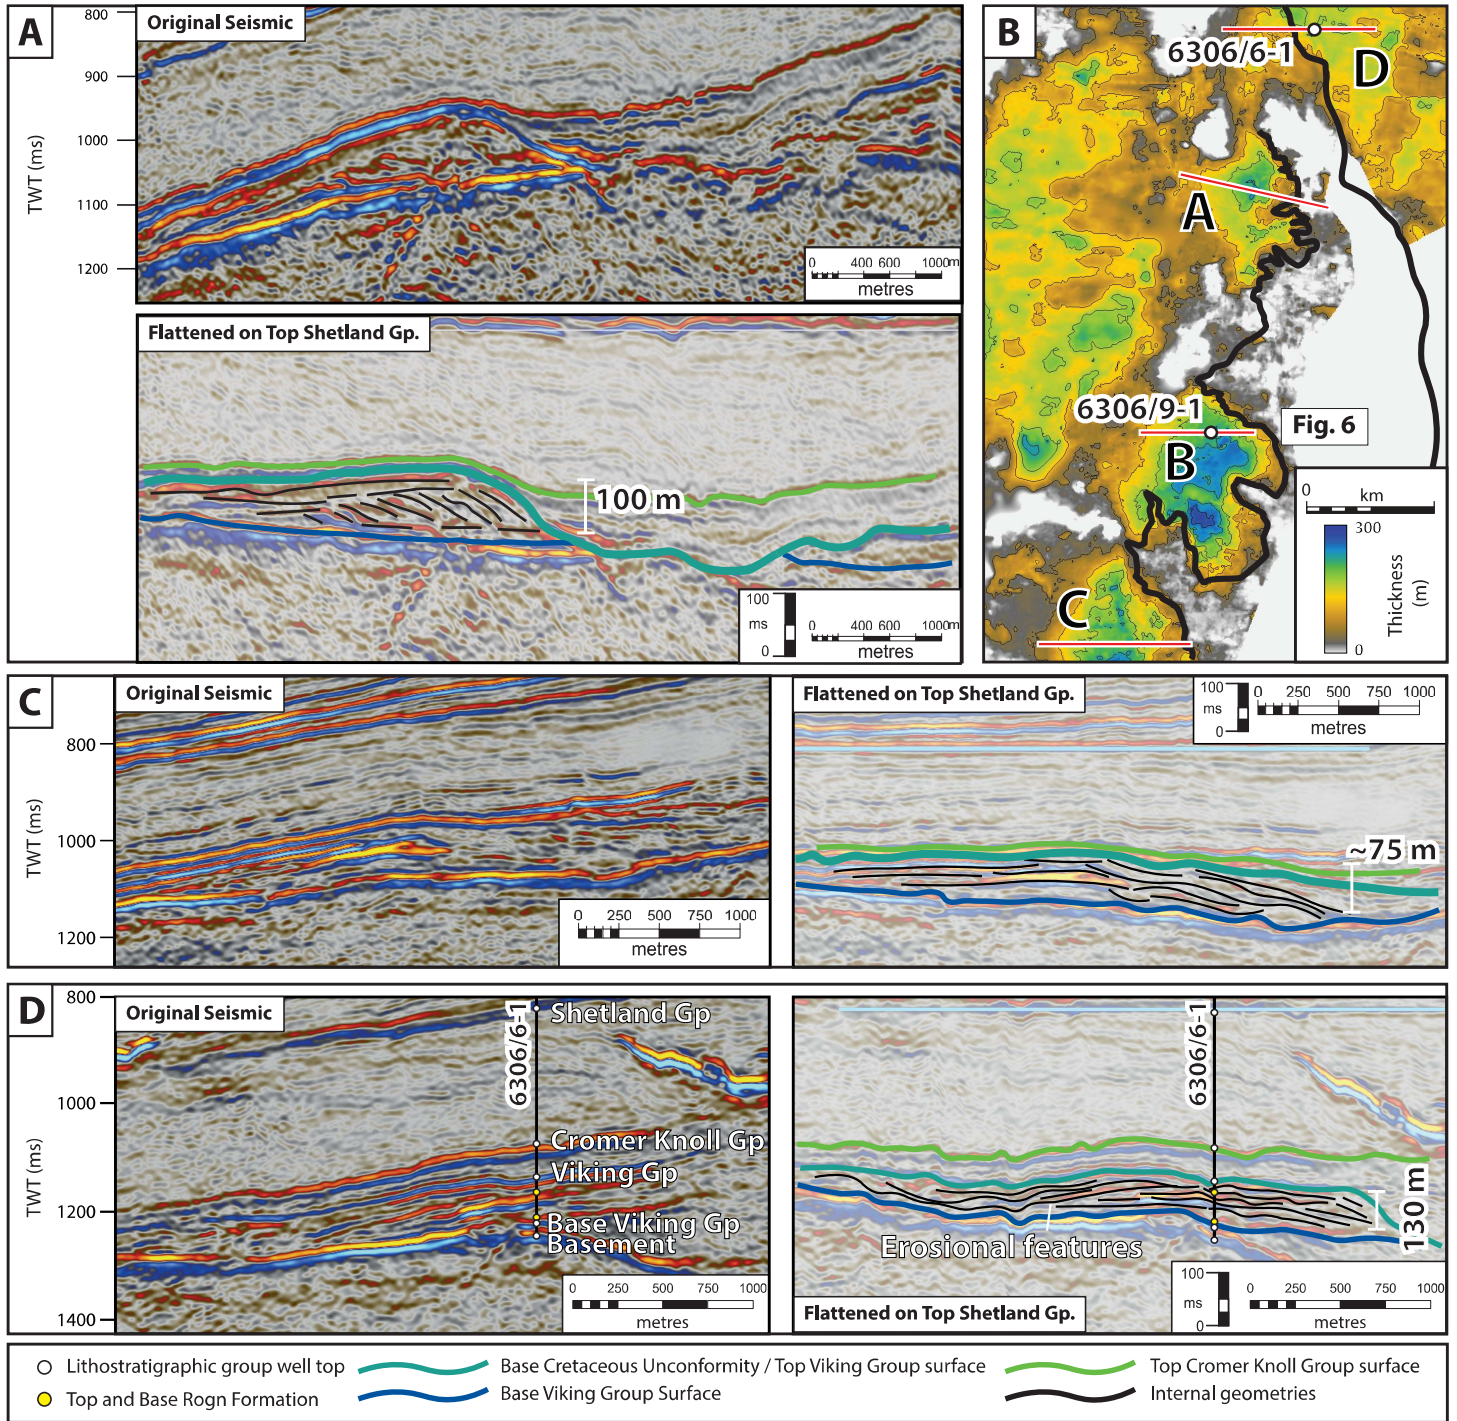 A
Original Seismic
800
900
1000
1100
1200
TWT (ms)
0 400 600 1000m
metres
Flattened on Top Shetland Gp.
100 m
100
ms
0
0 400 600 1000m
metres
B
6306/6-1
D
A
6306/9-1
Fig. 6
B
C
0 km
300
Thickness
(m)
0
C
Original Seismic
800
1000
1200
TWT (ms)
0 250 500 750 1000
metres
Flattened on Top Shetland Gp.
100
ms
0
0 250 500 750 1000
metres
~75 m
D
Original Seismic
800
1000
1200
1400
TWT (ms)
6306/6-1
Shetland Gp
Cromer Knoll Gp
Viking Gp
Base Viking Gp
Basement
0 250 500 750 1000
metres
6306/6-1
130 m
Erosional features
Flattened on Top Shetland Gp.
100
ms
0
0 250 500 750 1000
metres
Lithostratigraphic group well top
Base Cretaceous Unconformity / Top Viking Group surface
Top Cromer Knoll Group surface
Top and Base Rogn Formation
Base Viking Group Surface
Internal geometries